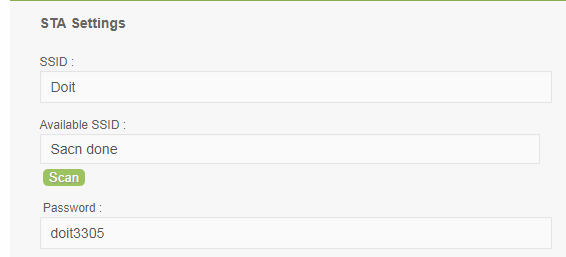 STA Settings
SSID :
Doit
Available SSID :
Sacn done
Scan
Password :
doit3305